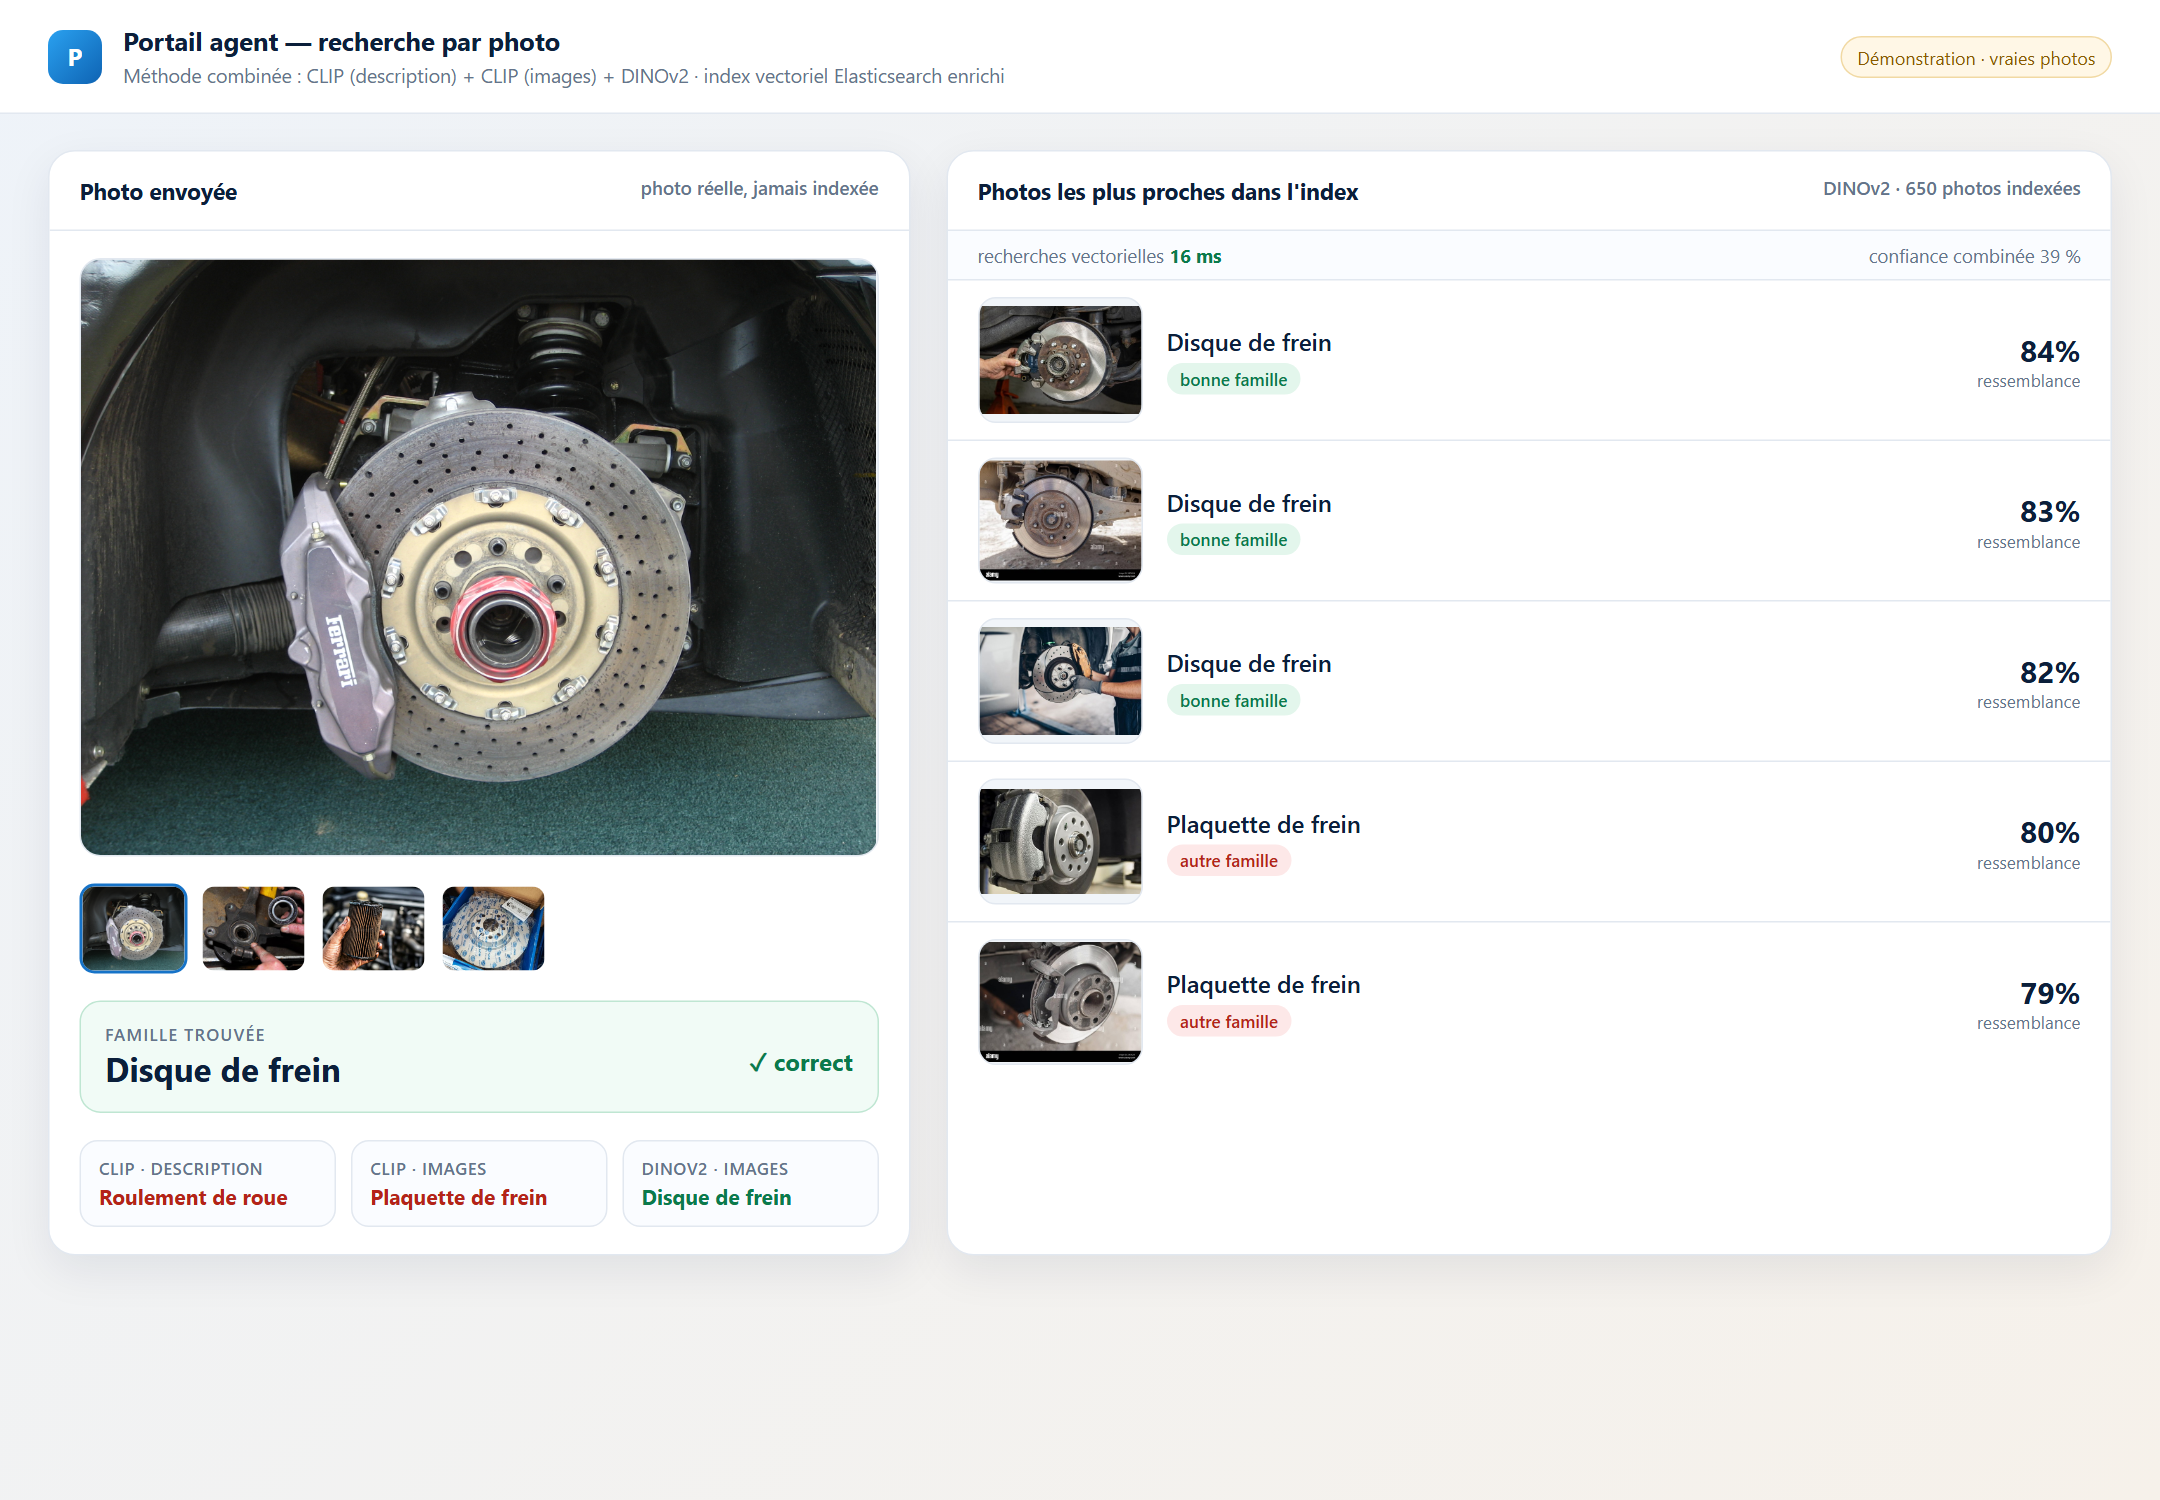 P
Portail agent — recherche par photo
Méthode combinée : CLIP (description) + CLIP (images) + DINOv2 · index vectoriel Elasticsearch enrichi
Démonstration · vraies photos
Photo envoyée
photo réelle, jamais indexée
Ferrari
FAMILLE TROUVÉE
Disque de frein
✓ correct
CLIP · DESCRIPTION
Roulement de roue
CLIP · IMAGES
Plaquette de frein
DINOV2 · IMAGES
Disque de frein
Photos les plus proches dans l'index
DINOv2 · 650 photos indexées
recherches vectorielles 16 ms
confiance combinée 39 %
Disque de frein
bonne famille
84%
ressemblance
alamy
Disque de frein
bonne famille
83%
ressemblance
Disque de frein
bonne famille
82%
ressemblance
Plaquette de frein
autre famille
80%
ressemblance
alamy
Plaquette de frein
autre famille
79%
ressemblance